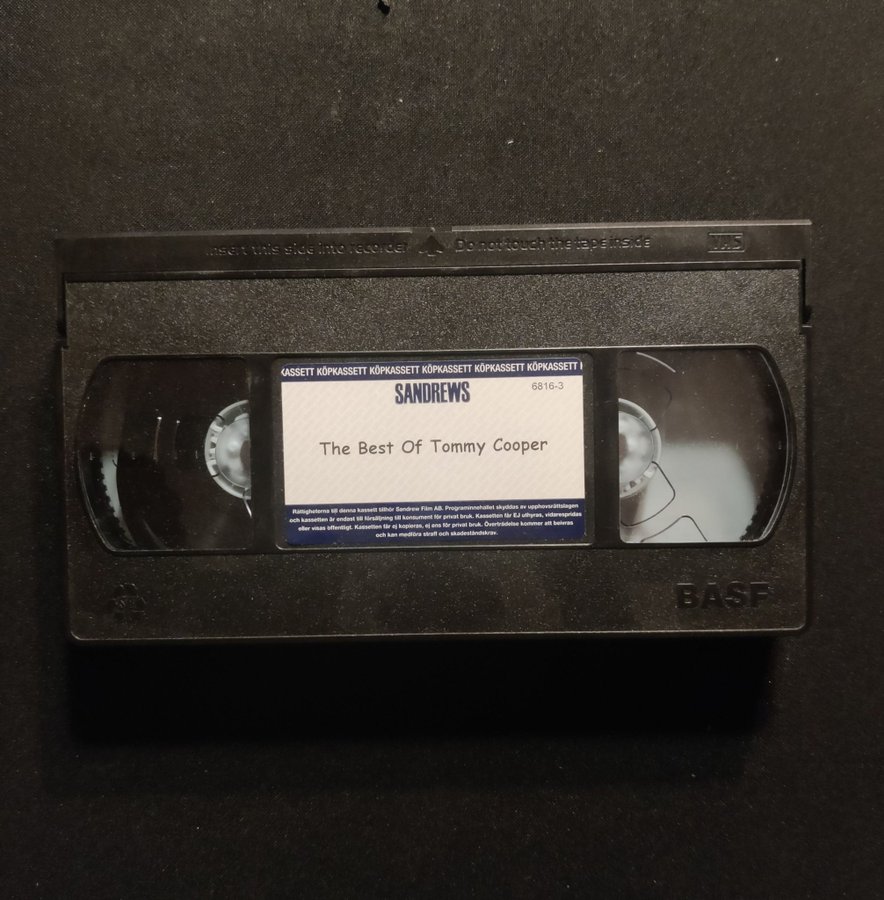 Insert this side into recorder Do not touch the tape inside VHS
KASSETT KÖPKASSETT KÖPKASSETT KÖPKASSETT KÖPKASSETT KÖPKASSETT
SANDREWS 6816-3
The Best Of Tommy Cooper
Rättigheterna till denna kassett tillhör Sandrew Film AB. Programinnehållet skyddas av upphovsrättslagen
och kassetten är endast till försäljning till konsument för privat bruk. Kassetten får EJ uthyras, vidarespridas
eller visas offentligt. Kassetten får ej kopieras, ej ens för privat bruk. Överträdelse kommer att beivras
och kan medföra straff och skadeståndskrav.
BASF